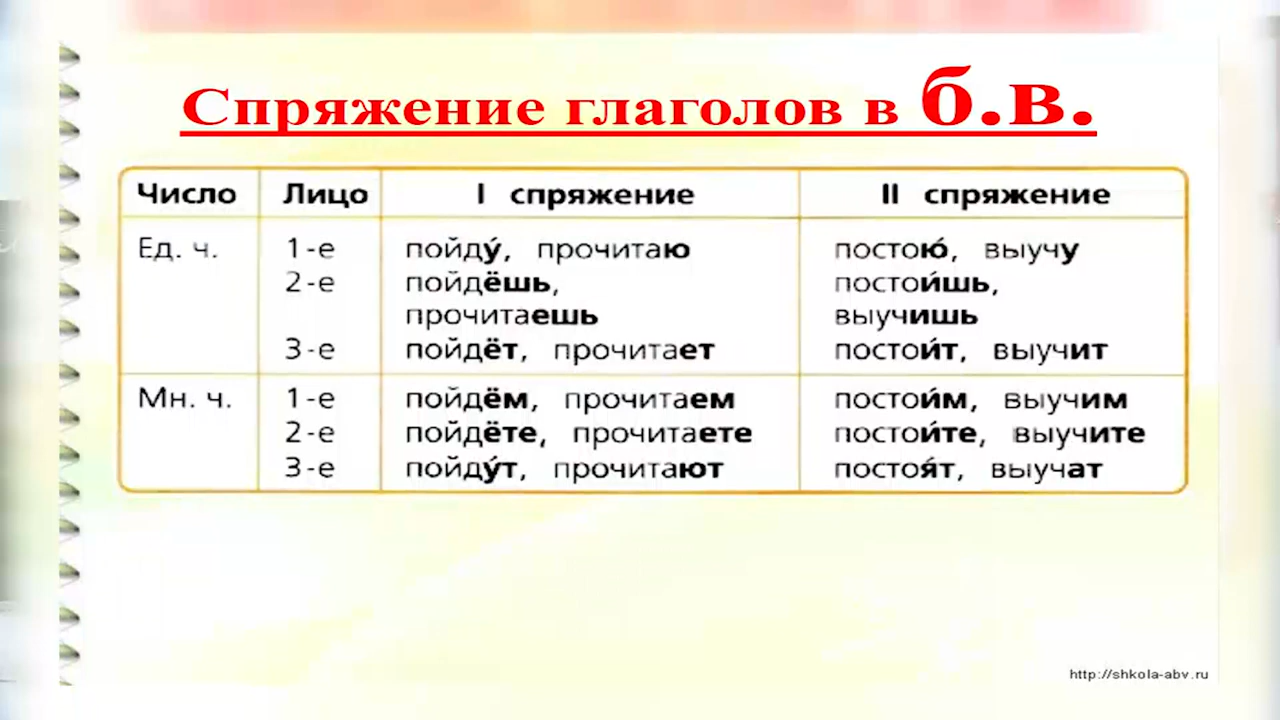 Спряжение глаголов в б.в.
Число Лицо I спряжение II спряжение
Ед. ч. 1-е пойду́, прочитаю постою́, выучу
2-е пойдёшь, постои́шь,
прочитаешь выучишь
3-е пойдёт, прочитает постои́т, выучит
Мн. ч. 1-е пойдём, прочитаем постои́м, выучим
2-е пойдёте, прочитаете постои́те, выучите
3-е пойду́т, прочитают постоя́т, выучат
http://shkola-abv.ru